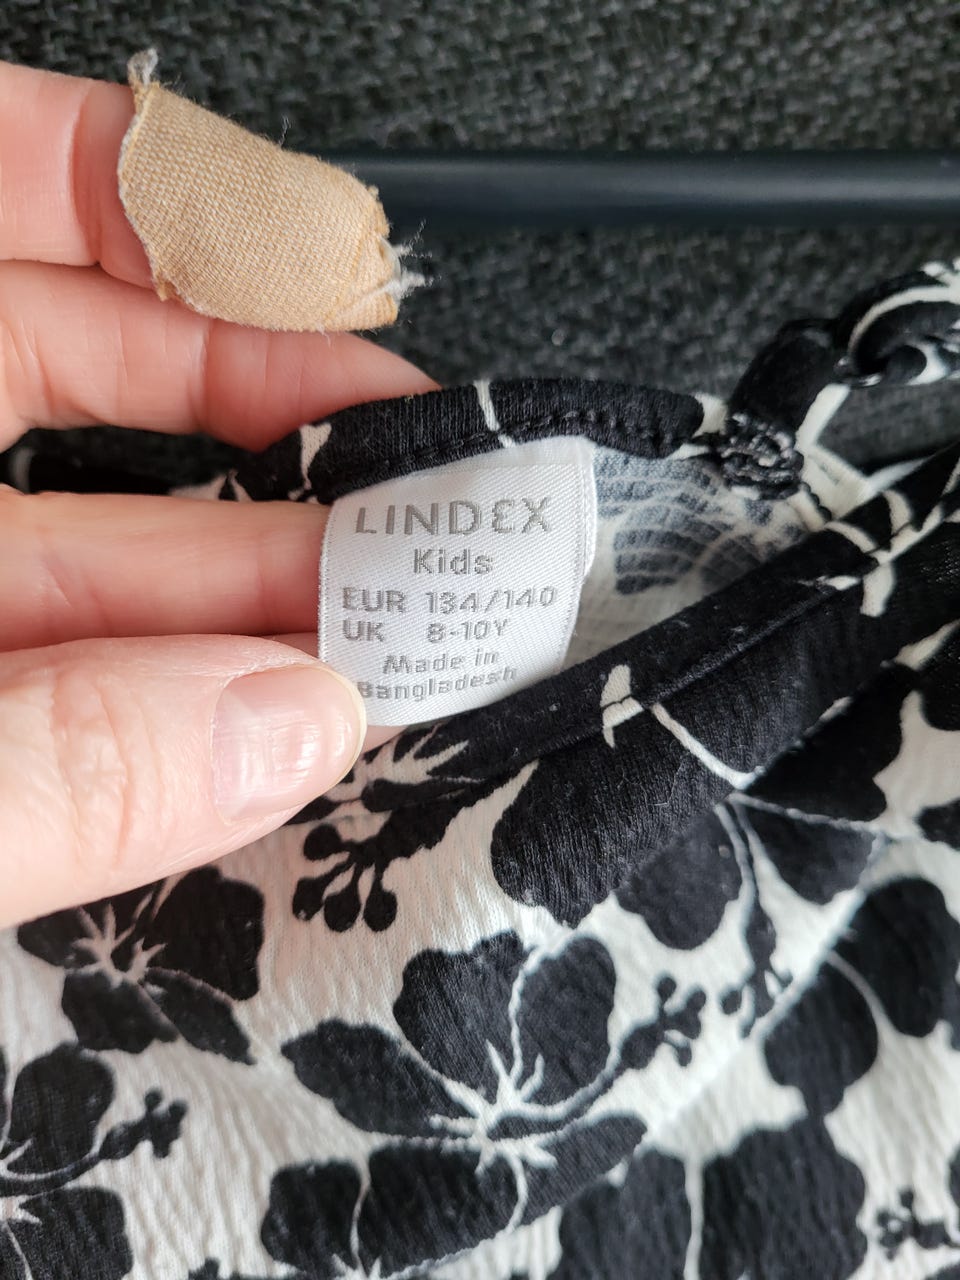 LINDEX
Kids
EUR 134/140
UK 8-10Y
Made in
Bangladesh